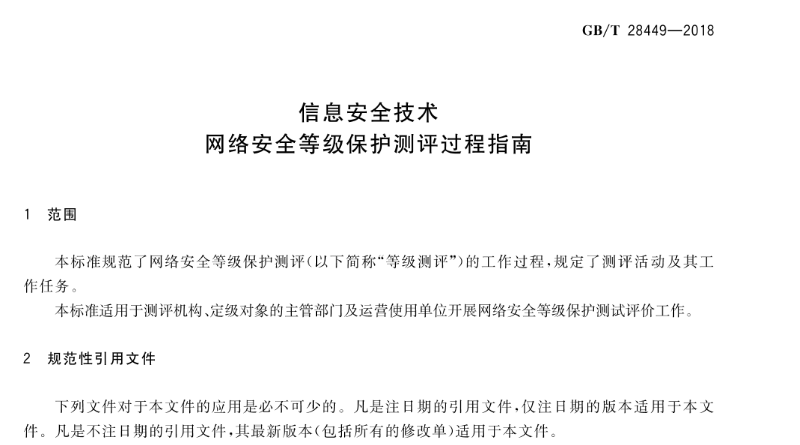 GB/T 28449—2018
信息安全技术
网络安全等级保护测评过程指南
1 范围
本标准规范了网络安全等级保护测评(以下简称“等级测评”)的工作过程,规定了测评活动及其工
作任务。
本标准适用于测评机构、定级对象的主管部门及运营使用单位开展网络安全等级保护测试评价工作。
2 规范性引用文件
下列文件对于本文件的应用是必不可少的。凡是注日期的引用文件,仅注日期的版本适用于本文
件。凡是不注日期的引用文件,其最新版本(包括所有的修改单)适用于本文件。